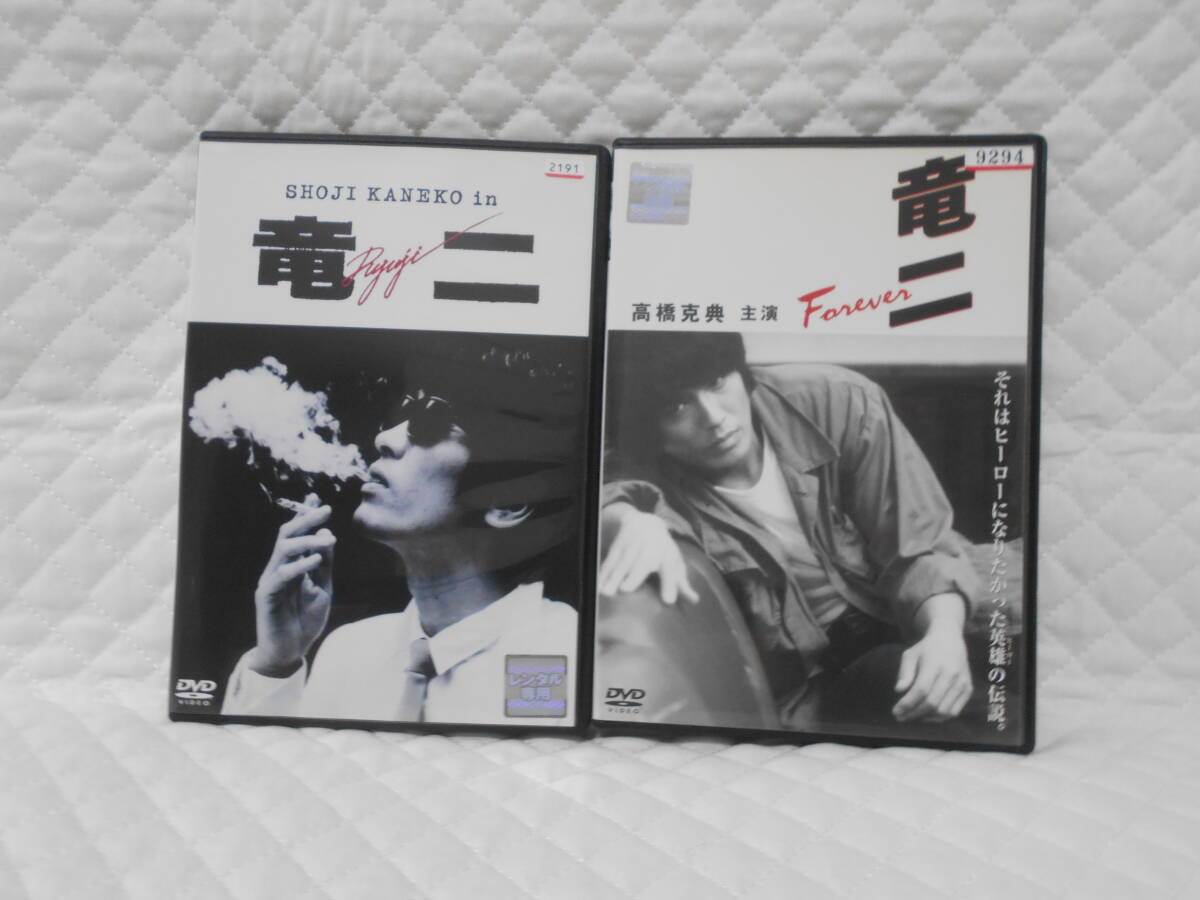 2191
SHOJI KANEKO in
竜二
Ryuji
DVD
VIDEO
レンタル
専用
9294
竜二
Forever
高橋克典 主演
それはヒーローになりたかった英雄の伝説。
DVD
VIDEO